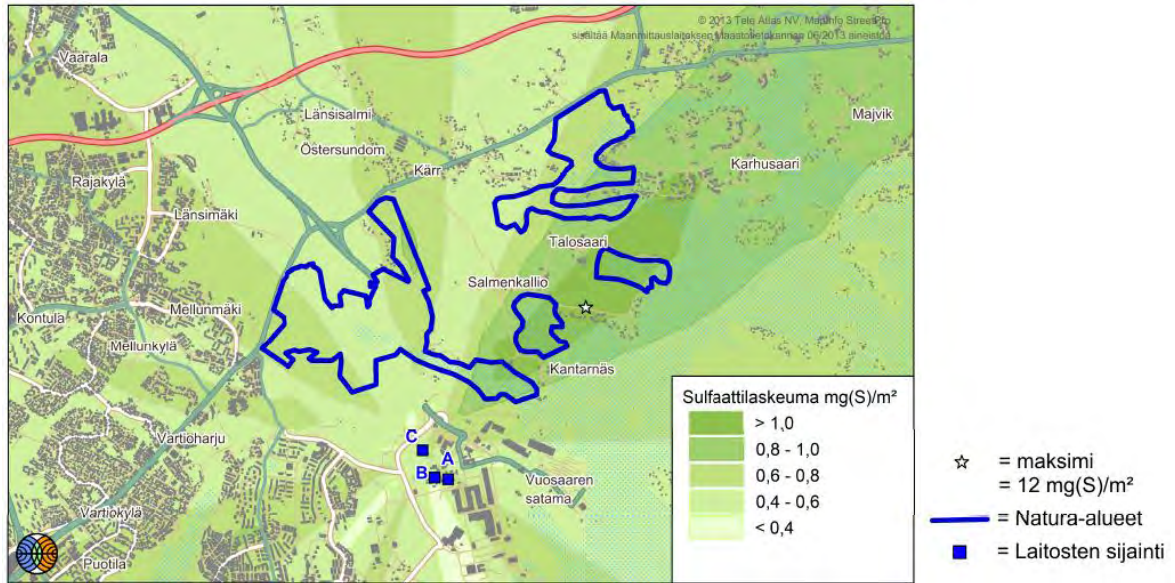 © 2013 Tele Atlas NV, MapInfo StreetPro
sisältää Maanmittauslaitoksen Maastotietokannan 06/2013 aineistoa
Vaarala
Länsisalmi
Östersundom
Majvik
Kärr
Karhusaari
Rajakylä
Länsimäki
Talosaari
Salmenkallio
Mellunmäki
Kontula
Mellunkylä
Kantarnäs
Vartioharju
C
B
A
Vuosaaren
satama
Vartiokylä
Puotila
Sulfaattilaskeuma mg(S)/m²
> 1,0
0,8 - 1,0
0,6 - 0,8
0,4 - 0,6
< 0,4
= maksimi
= 12 mg(S)/m²
= Natura-alueet
= Laitosten sijainti